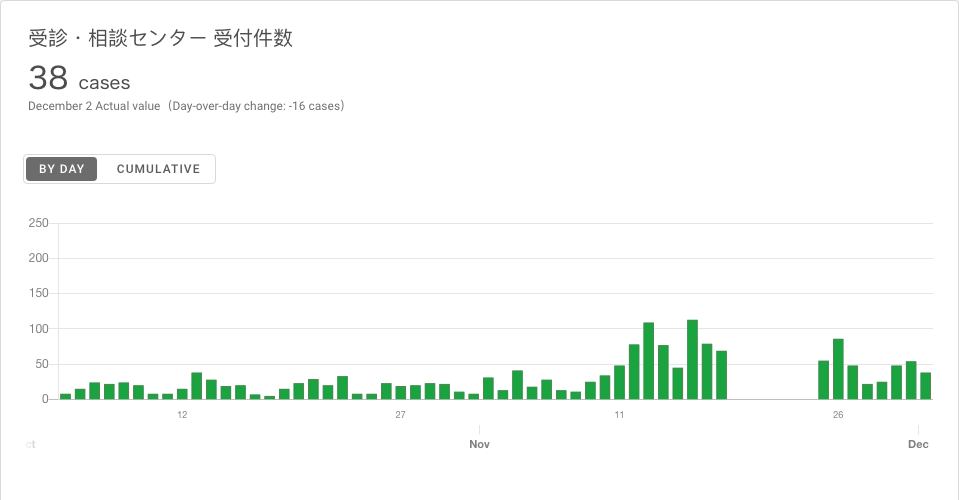 受診・相談センター 受付件数
38 cases
December 2 Actual value（Day-over-day change: -16 cases）
BY DAY CUMULATIVE
250
200
150
100
50
0
12 27 11 26
ct Nov Dec